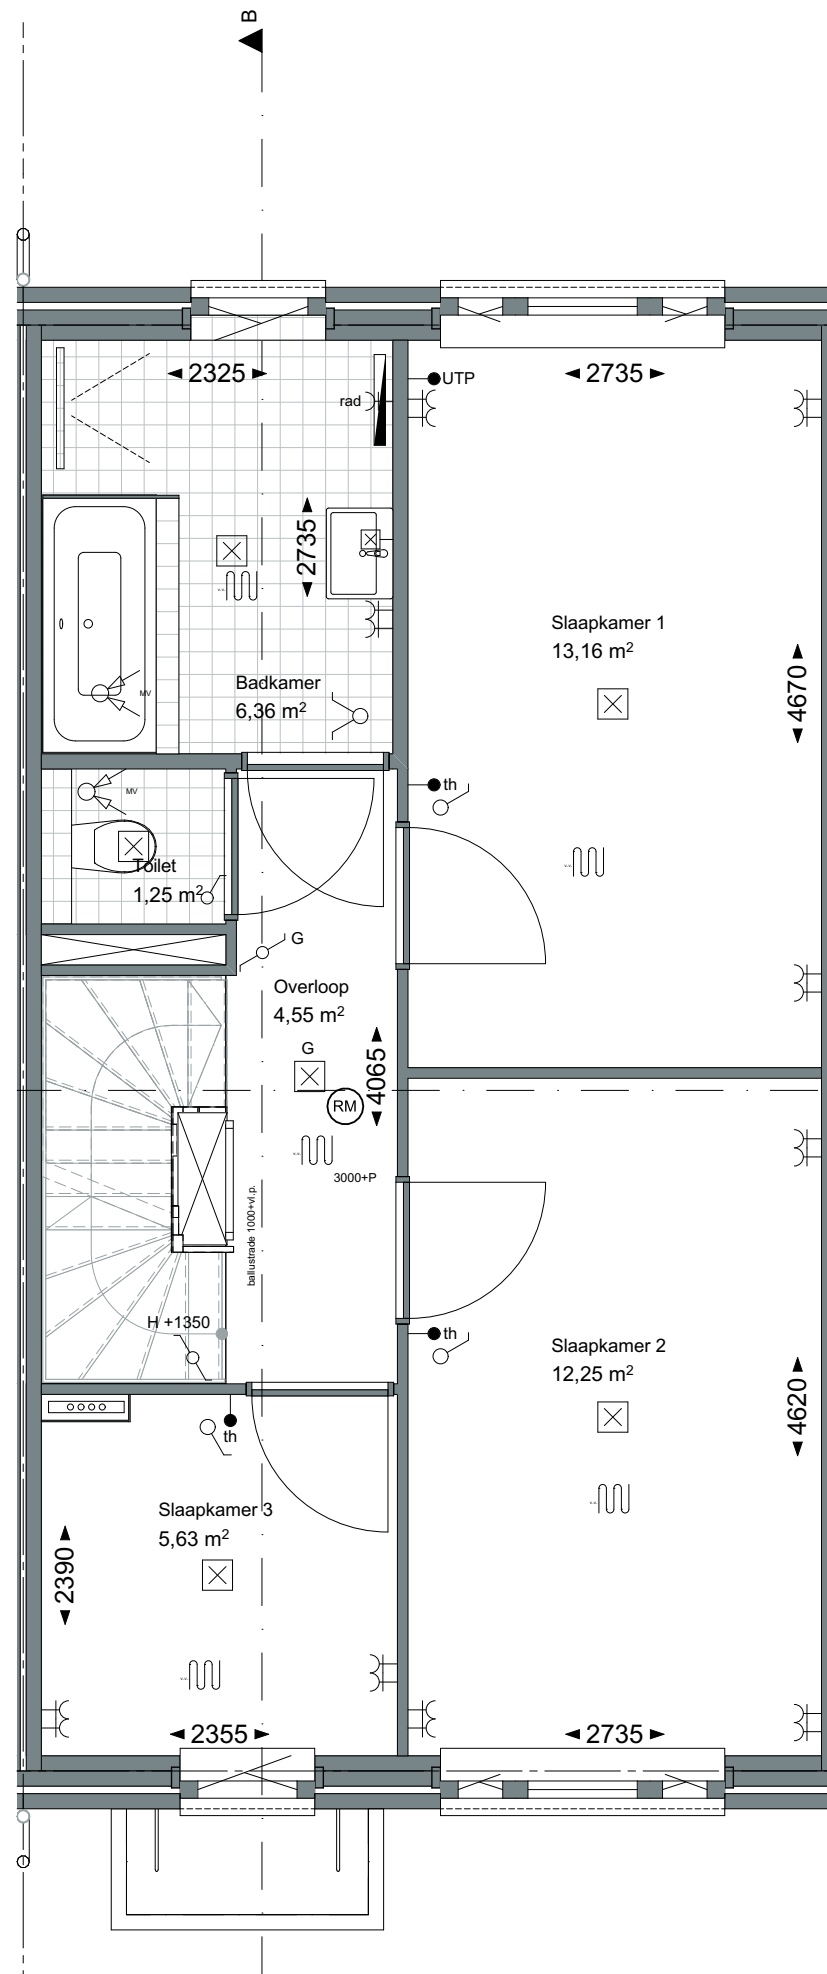 B
2325
2735
UTP
rad
2735
Slaapkamer 1
13,16 m²
4670
Badkamer
6,36 m²
MV
th
MV
Toilet
1,25 m²
G
Overloop
4,55 m²
G
4065
RM
3000+P
ballustrade 1000+vl.p.
H +1350
th
Slaapkamer 2
12,25 m²
4620
th
Slaapkamer 3
5,63 m²
2390
2355
2735